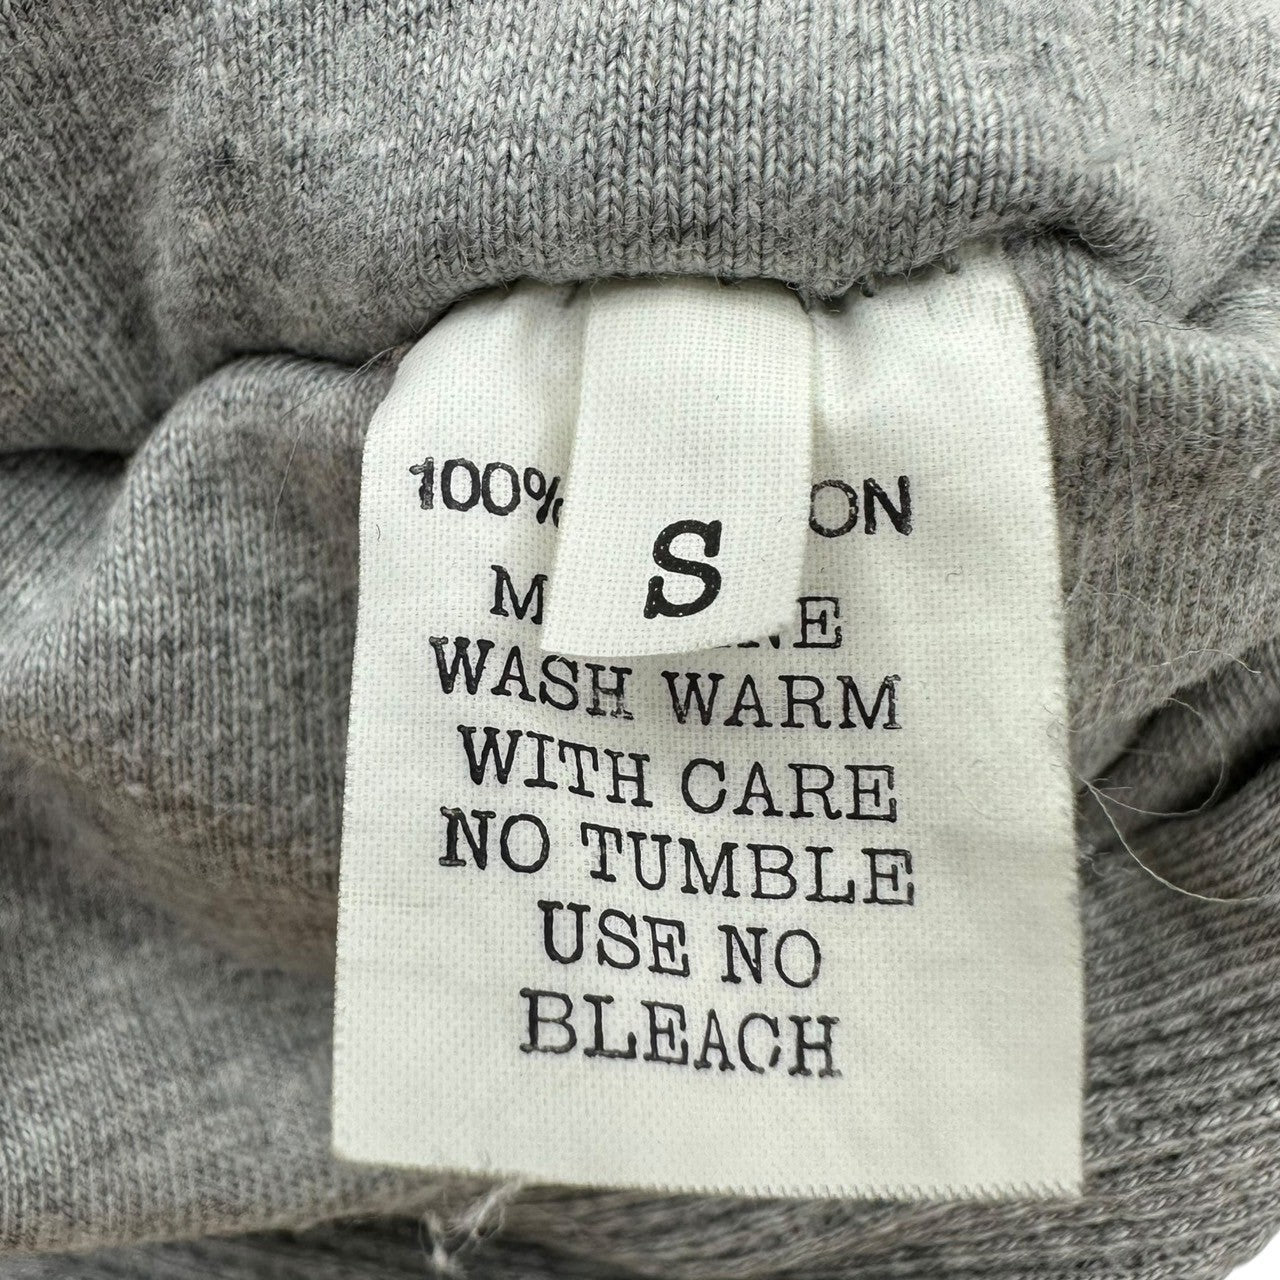 100%
S
WASH WARM
WITH CARE
NO TUMBLE
USE NO
BLEACH